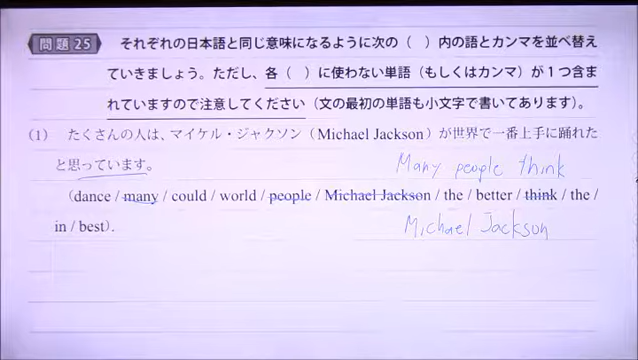 問題 25 それぞれの日本語と同じ意味になるように次の（ ）内の語とカンマを並べ替え
ていきましょう。ただし、各（ ）に使わない単語（もしくはカンマ）が１つ含ま
れていますので注意してください（文の最初の単語も小文字で書いてあります）。
(1) たくさんの人は、マイケル・ジャクソン（Michael Jackson）が世界で一番上手に踊れた
と思っています。 Many people think
(dance / many / could / world / people / Michael Jackson / the / better / think / the /
in / best). Michael Jackson